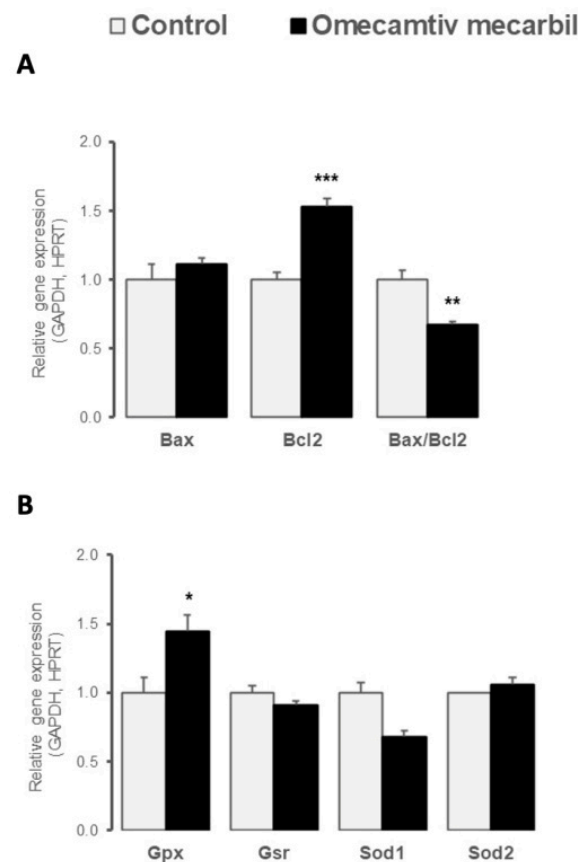 Control Omecamtiv mecarbil
A
Relative gene expression
(GAPDH, HPRT)
2.0
1.5
1.0
0.5
0.0
***
**
Bax Bcl2 Bax/Bcl2
B
Relative gene expression
(GAPDH, HPRT)
2.0
1.5
1.0
0.5
0.0
*
Gpx Gsr Sod1 Sod2